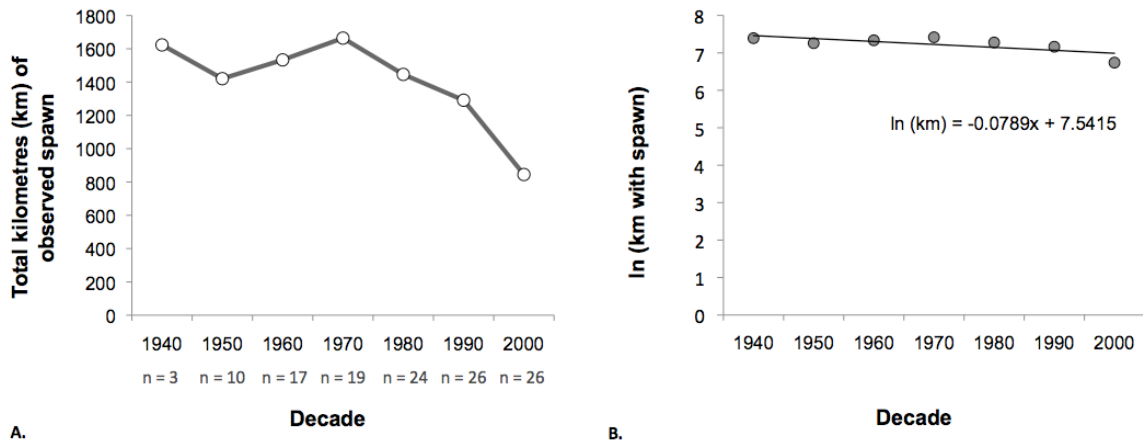 Total kilometres (km) of
observed spawn
1800
1600
1400
1200
1000
800
600
400
200
0
1940 1950 1960 1970 1980 1990 2000
n = 3 n = 10 n = 17 n = 19 n = 24 n = 26 n = 26
Decade
A.
B.
ln (km with spawn)
8
7
6
5
4
3
2
1
0
ln (km) = -0.0789x + 7.5415
1940 1950 1960 1970 1980 1990 2000
Decade